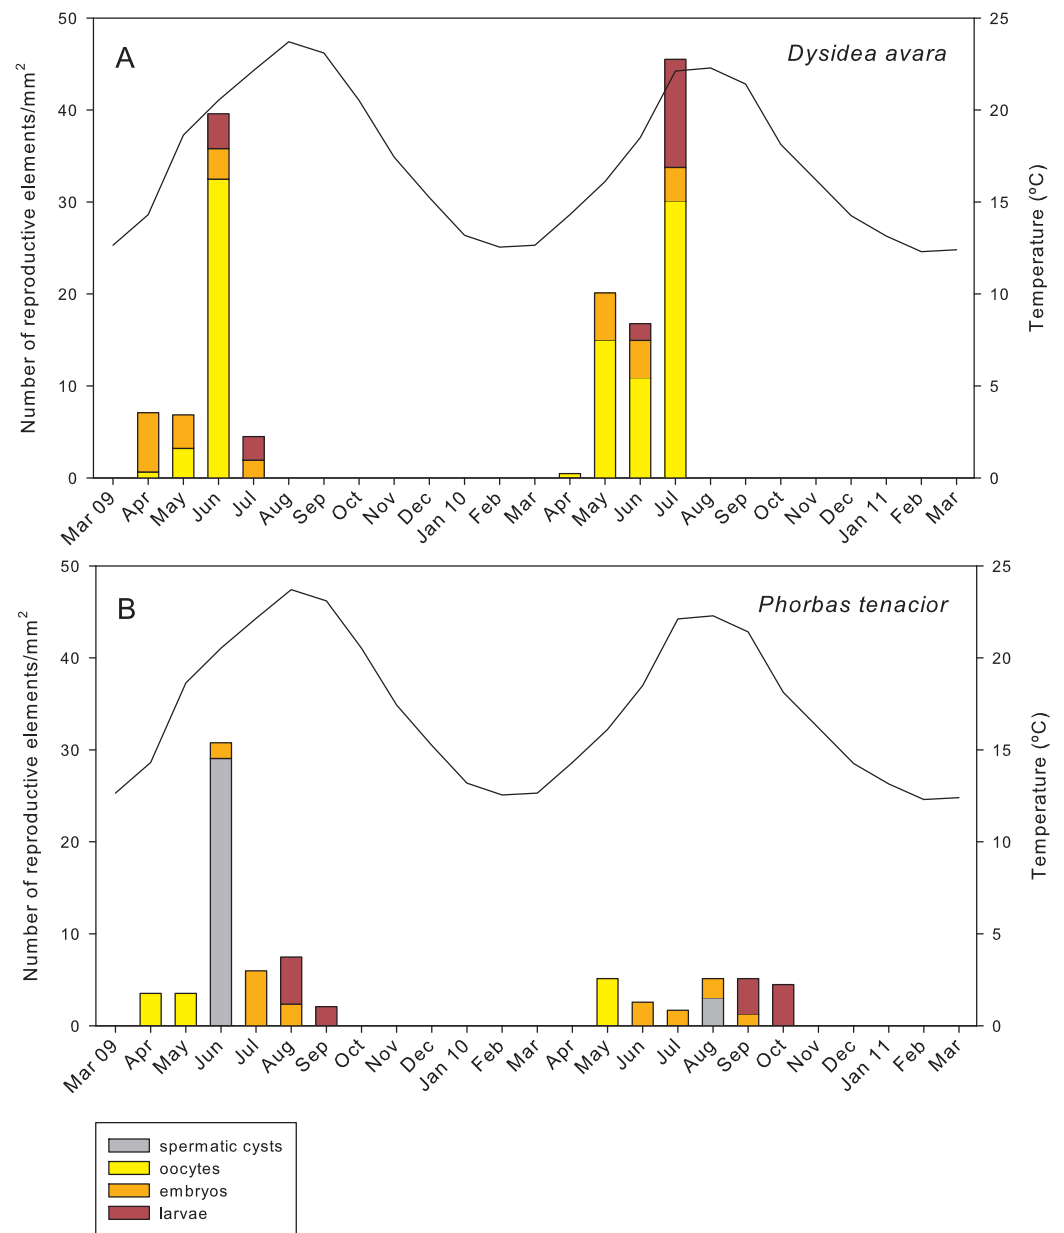 A
Dysidea avara
Number of reproductive elements/mm²
50
40
30
20
10
0
25
20
15
10
5
0
Temperature (ºC)
Mar 09 Apr May Jun Jul Aug Sep Oct Nov Dec Jan 10 Feb Mar Apr May Jun Jul Aug Sep Oct Nov Dec Jan 11 Feb Mar
B
Phorbas tenacior
Number of reproductive elements/mm²
50
40
30
20
10
0
25
20
15
10
5
0
Temperature (ºC)
Mar 09 Apr May Jun Jul Aug Sep Oct Nov Dec Jan 10 Feb Mar Apr May Jun Jul Aug Sep Oct Nov Dec Jan 11 Feb Mar
spermatic cysts
oocytes
embryos
larvae